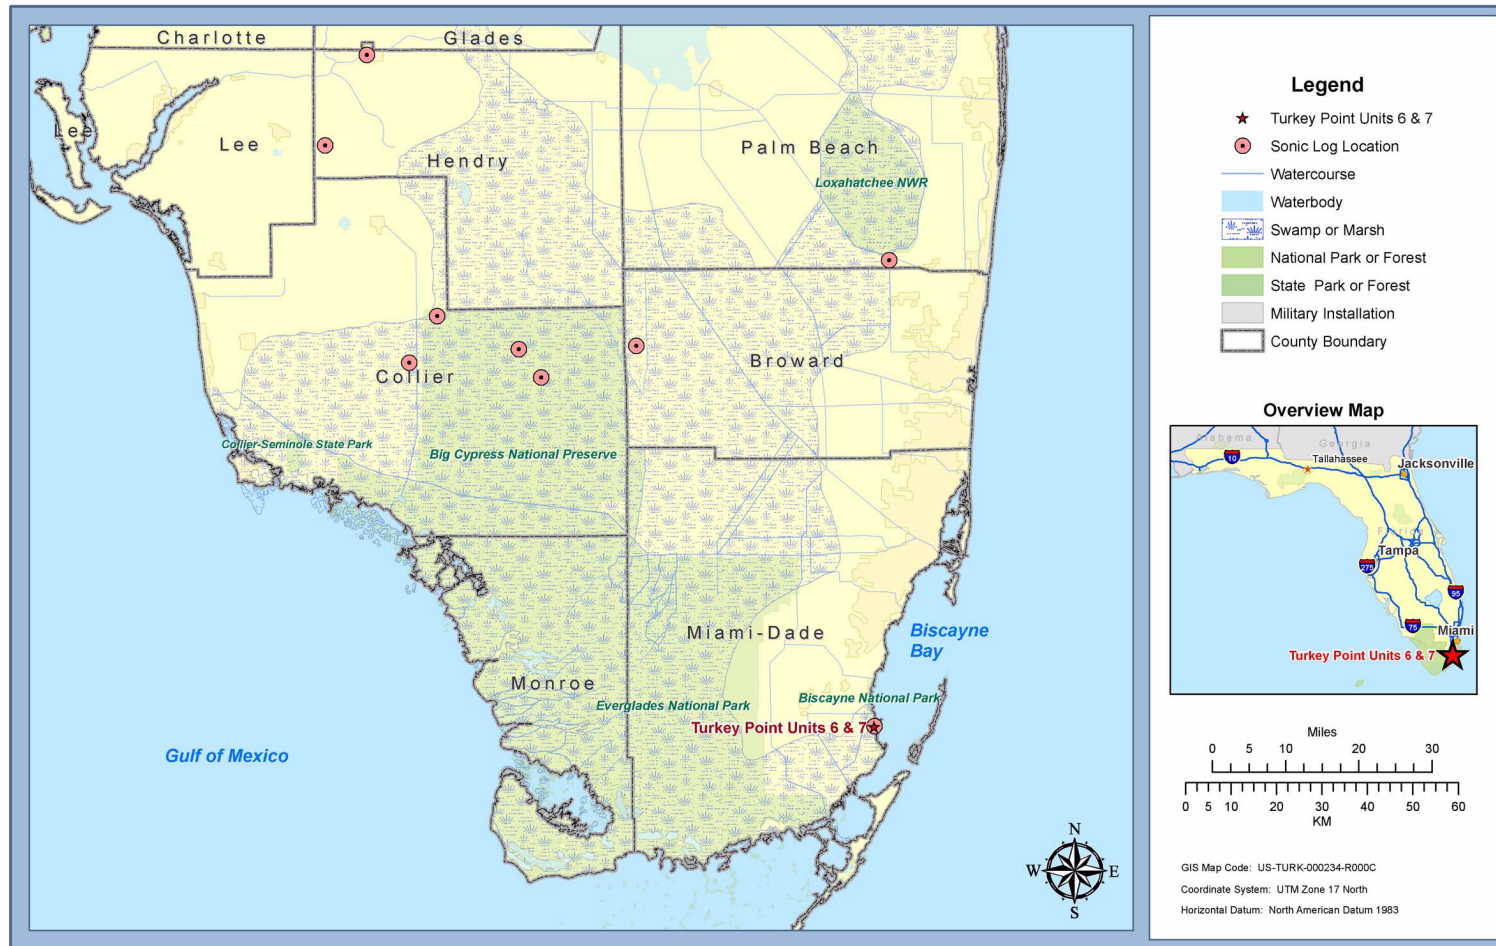 Charlotte
Glades
Lee
Lee
Hendry
Palm Beach
Loxahatchee NWR
Collier
Broward
Collier-Seminole State Park
Big Cypress National Preserve
Miami-Dade
Biscayne
Bay
Monroe
Everglades National Park
Biscayne National Park
Turkey Point Units 6 & 7
Gulf of Mexico
N
W
E
S
Legend
Turkey Point Units 6 & 7
Sonic Log Location
Watercourse
Waterbody
Swamp or Marsh
National Park or Forest
State Park or Forest
Military Installation
County Boundary
Overview Map
Alabama
Georgia
10
Tallahassee
Jacksonville
Florida
Tampa
275
95
75
Miami
Turkey Point Units 6 & 7
Miles
0 5 10 20 30
0 5 10 20 30 40 50 60
KM
GIS Map Code: US-TURK-000234-R000C
Coordinate System: UTM Zone 17 North
Horizontal Datum: North American Datum 1983